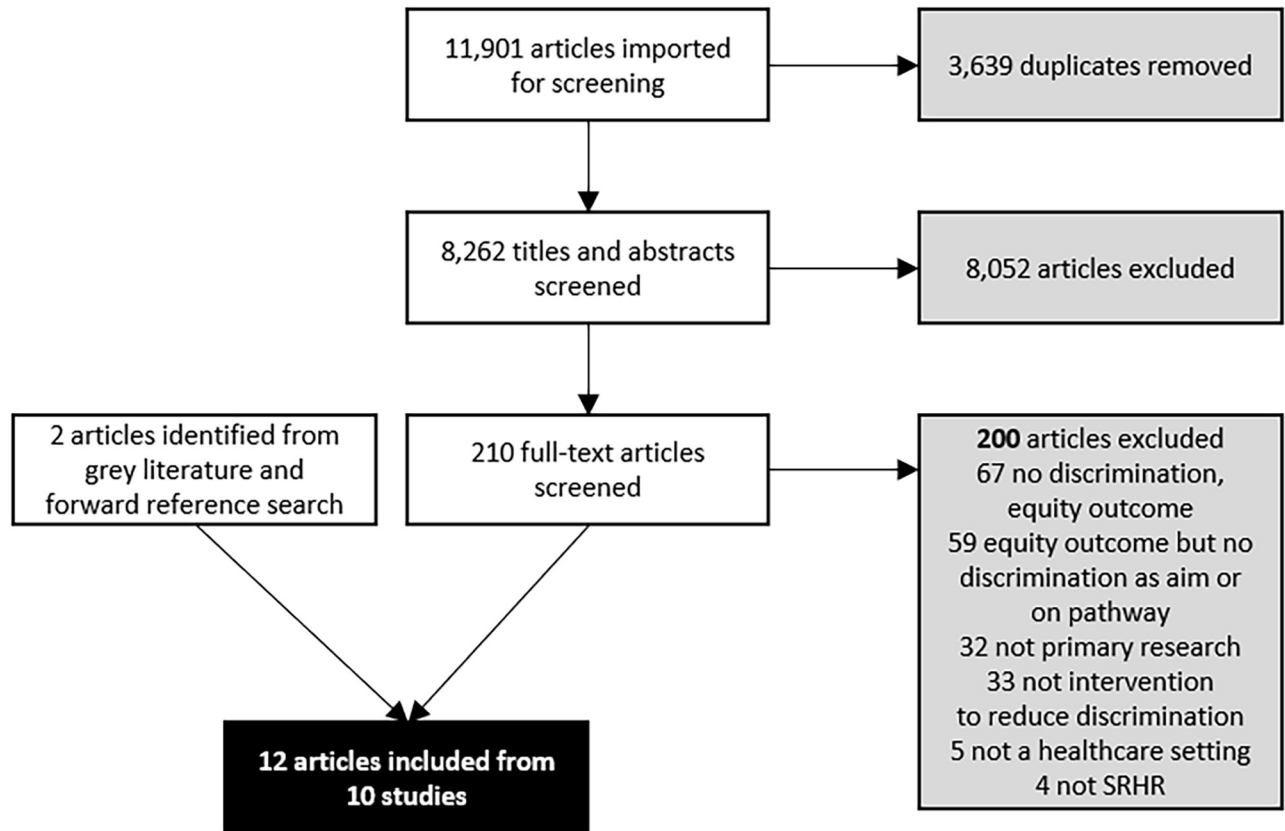 11,901 articles imported
for screening
3,639 duplicates removed
8,262 titles and abstracts
screened
8,052 articles excluded
2 articles identified from
grey literature and
forward reference search
210 full-text articles
screened
200 articles excluded
67 no discrimination,
equity outcome
59 equity outcome but no
discrimination as aim or
on pathway
32 not primary research
33 not intervention
to reduce discrimination
5 not a healthcare setting
4 not SRHR
12 articles included from
10 studies